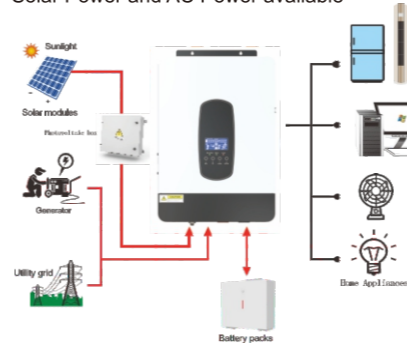 Solar Power and AC Power available
Sunlight
Solar modules
Photovoltaic box
Generator
Utility grid
Battery packs
Home Appliances